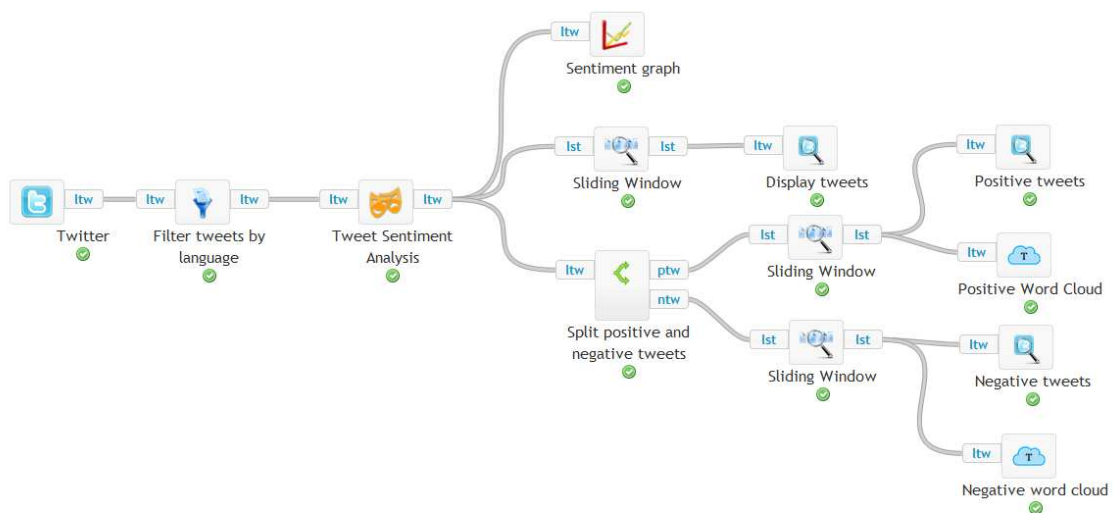 ltw
Sentiment graph
lst
lst
Sliding Window
ltw
Display tweets
ltw
Twitter
ltw
ltw
Filter tweets by
language
ltw
ltw
Tweet Sentiment
Analysis
ltw
ptw
ntw
Split positive and
negative tweets
lst
lst
Sliding Window
ltw
Positive tweets
ltw
T
Positive Word Cloud
lst
lst
Sliding Window
ltw
Negative tweets
ltw
T
Negative word cloud